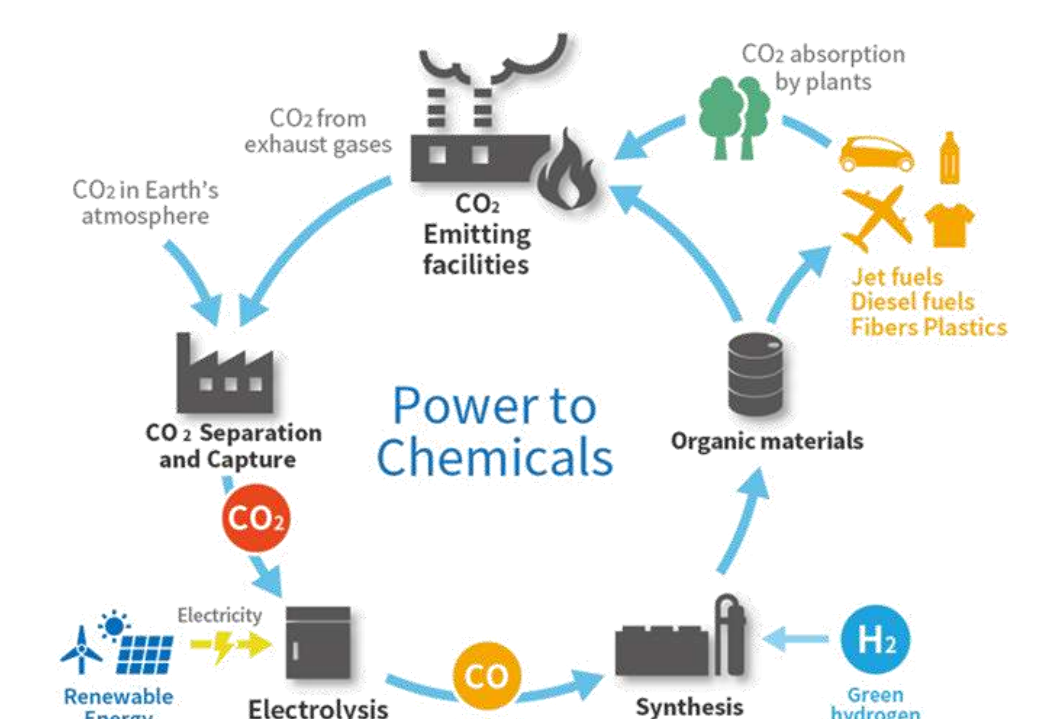 CO2 absorption
by plants
CO2 from
exhaust gases
CO2 in Earth's
atmosphere
CO2
Emitting
facilities
Jet fuels
Diesel fuels
Fibers Plastics
Power to
Chemicals
CO 2 Separation
and Capture
Organic materials
CO2
Electricity
H2
CO
Renewable
Energy
Electrolysis
Synthesis
Green
hydrogen